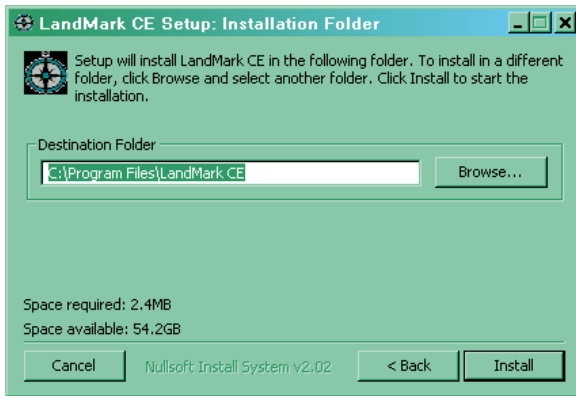 LandMark CE Setup: Installation Folder
Setup will install LandMark CE in the following folder. To install in a different
folder, click Browse and select another folder. Click Install to start the
installation.
Destination Folder
C:\Program Files\LandMark CE
Browse...
Space required: 2.4MB
Space available: 54.2GB
Cancel
Nullsoft Install System v2.02
< Back
Install